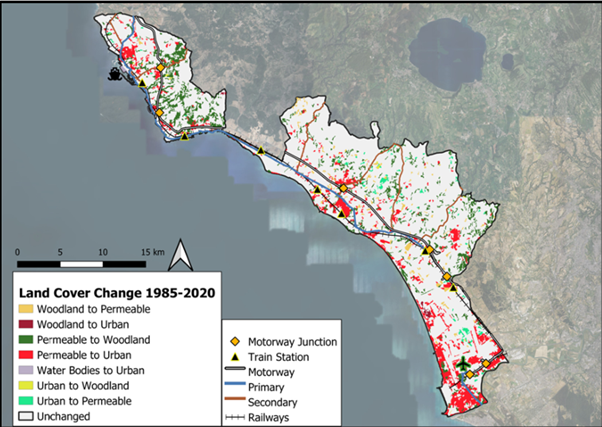 0 5 10 15 km
Land Cover Change 1985-2020
Woodland to Permeable
Woodland to Urban
Permeable to Woodland
Permeable to Urban
Water Bodies to Urban
Urban to Woodland
Urban to Permeable
Unchanged
Motorway Junction
Train Station
Motorway
Primary
Secondary
Railways